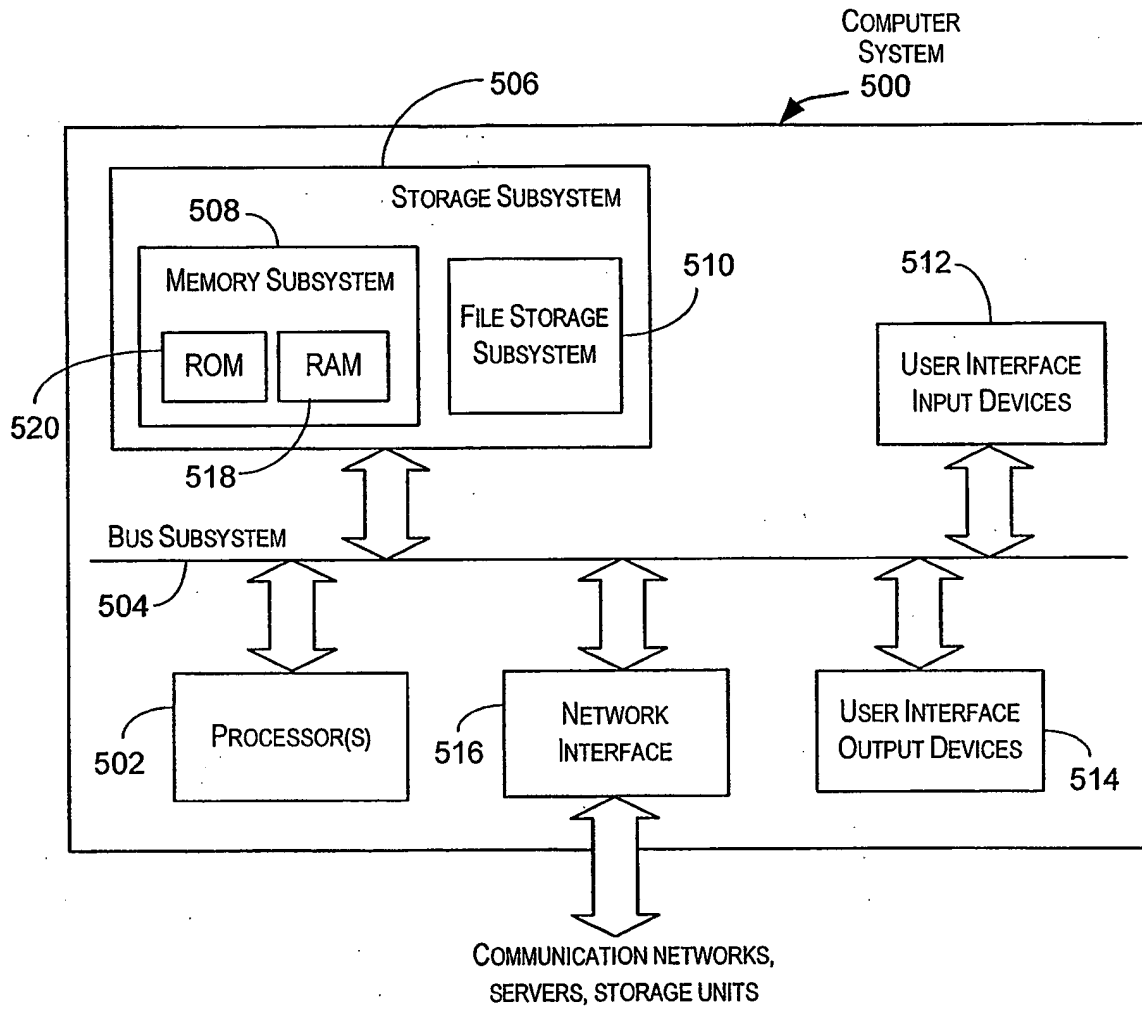 COMPUTER
SYSTEM
500
506
STORAGE SUBSYSTEM
508
MEMORY SUBSYSTEM
ROM
RAM
520
518
FILE STORAGE
SUBSYSTEM
510
512
USER INTERFACE
INPUT DEVICES
BUS SUBSYSTEM
504
PROCESSOR(S)
502
NETWORK
INTERFACE
516
USER INTERFACE
OUTPUT DEVICES
514
COMMUNICATION NETWORKS,
SERVERS, STORAGE UNITS